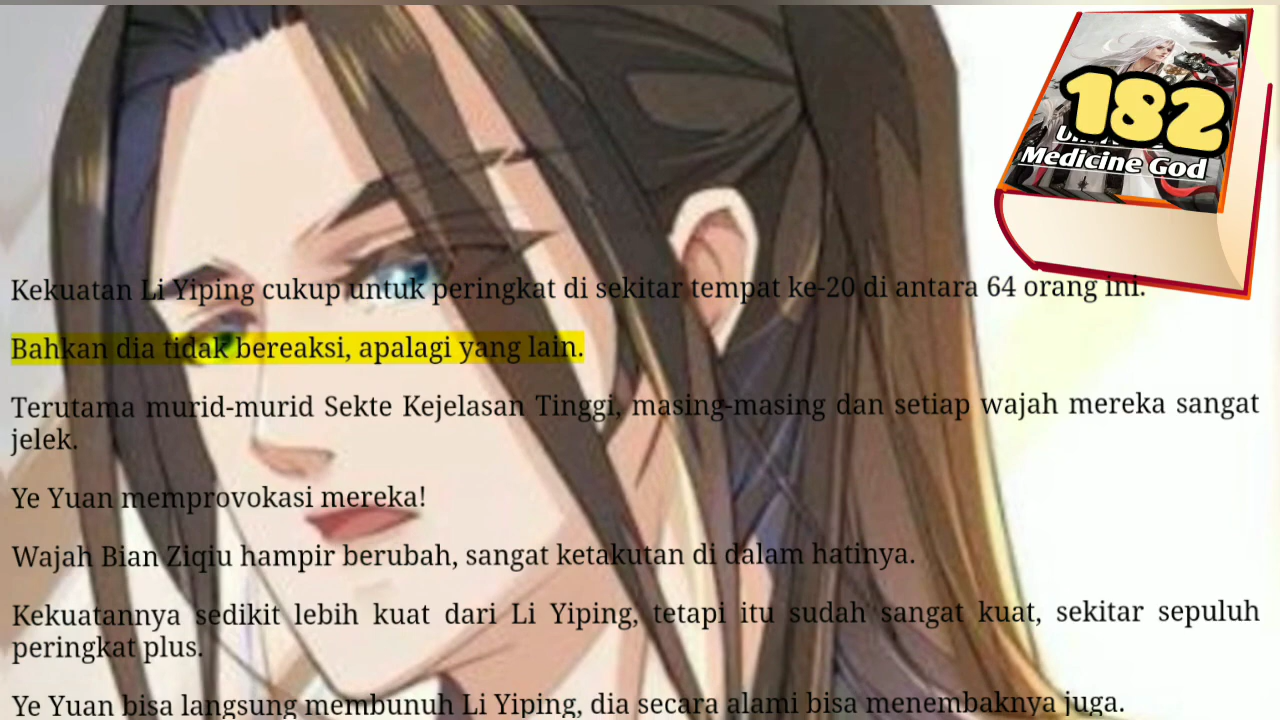 182
Medicine God
Kekuatan Li Yiping cukup untuk peringkat di sekitar tempat ke-20 di antara 64 orang ini.
Bahkan dia tidak bereaksi, apalagi yang lain.
Terutama murid-murid Sekte Kejelasan Tinggi, masing-masing dan setiap wajah mereka sangat
jelek.
Ye Yuan memprovokasi mereka!
Wajah Bian Ziqiu hampir berubah, sangat ketakutan di dalam hatinya.
Kekuatannya sedikit lebih kuat dari Li Yiping, tetapi itu sudah sangat kuat, sekitar sepuluh
peringkat plus.
Ye Yuan bisa langsung membunuh Li Yiping, dia secara alami bisa menembaknya juga.